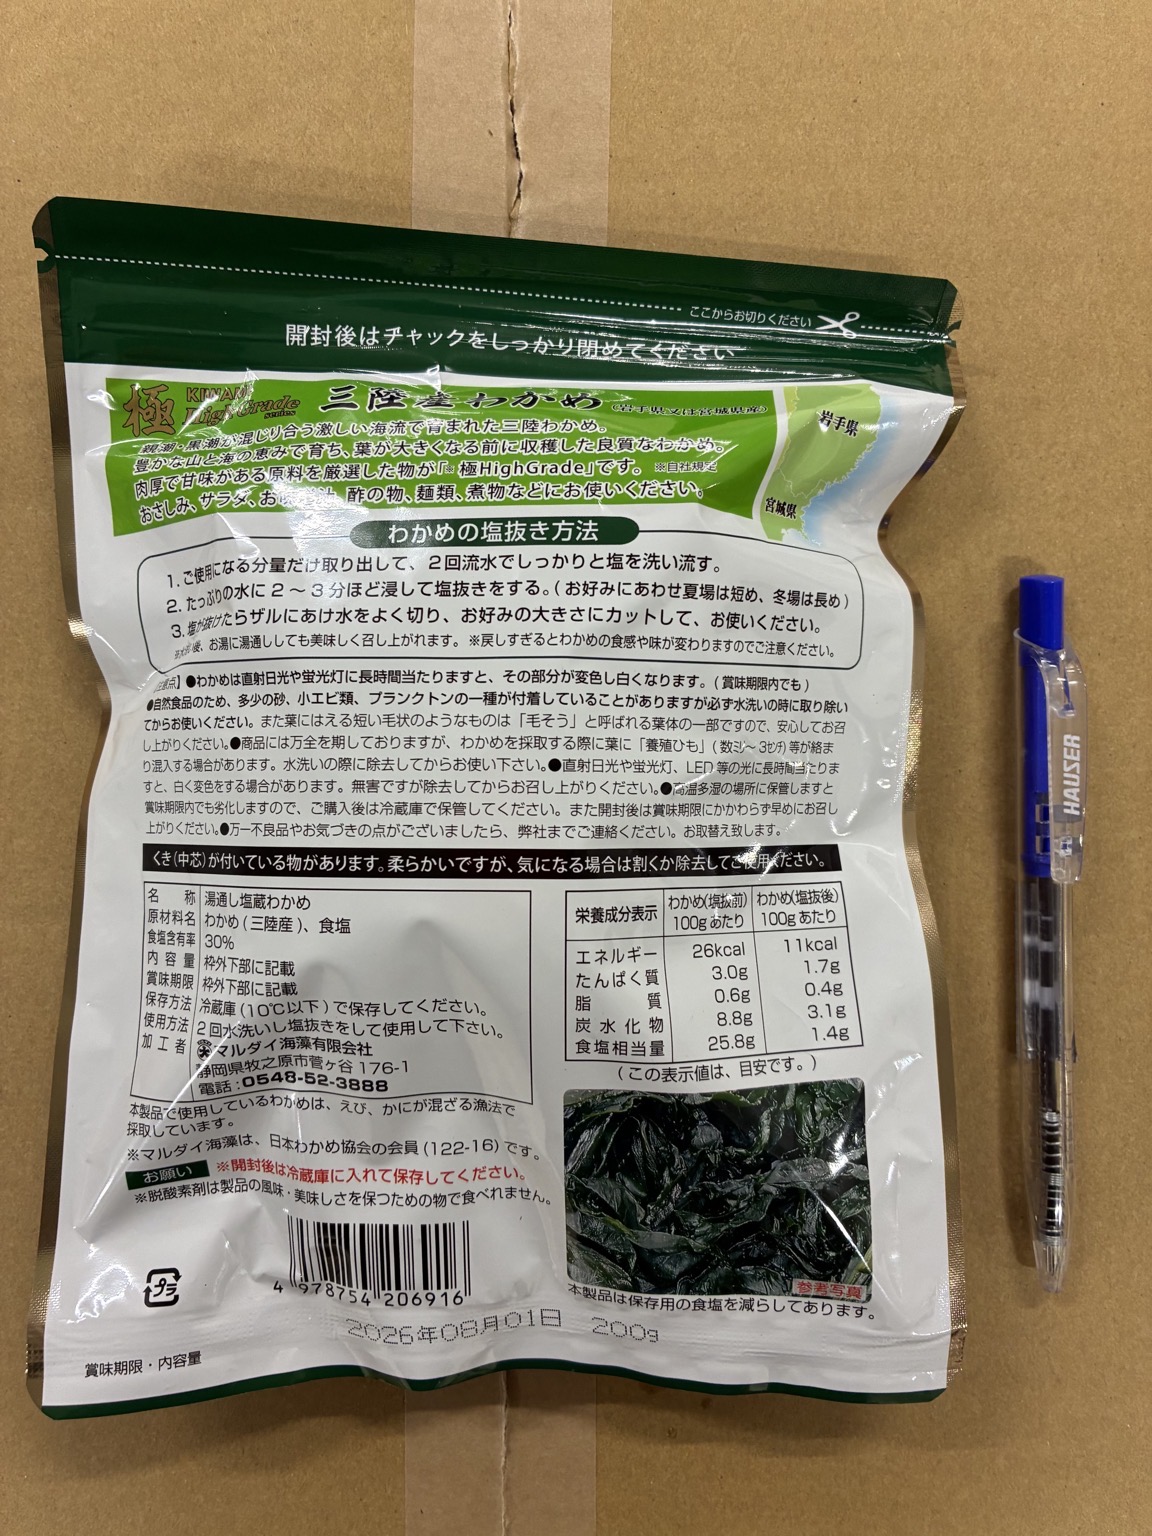 ここからお切りください
開封後はチャックをしっかり閉めてください
極 KIWAMI High Grade series 三陸産わかめ(岩手県又は宮城県産)
親潮・黒潮が混じり合う激しい海流で育まれた三陸わかめ。
豊かな山と海の恵みで育ち、葉が大きくなる前に収穫した良質なわかめ。
肉厚で甘味がある原料を厳選した物が「※極HighGrade」です。 ※自社規定
おさしみ、サラダ、お味噌汁、酢の物、麺類、煮物などにお使いください。
岩手県
宮城県
わかめの塩抜き方法
1. ご使用になる分量だけ取り出して、2回流水でしっかりと塩を洗い流す。
2. たっぷりの水に2〜3分ほど浸して塩抜きをする。(お好みにあわせ夏場は短め、冬場は長め)
3. 塩が抜けたらザルにあけ水をよく切り、お好みの大きさにカットして、お使いください。
後、お湯に湯通ししても美味しく召し上がれます。 ※戻しすぎるとわかめの食感や味が変わりますのでご注意ください。
【注意点】●わかめは直射日光や蛍光灯に長時間当たりますと、その部分が変色し白くなります。(賞味期限内でも)
●自然食品のため、多少の砂、小エビ類、プランクトンの一種が付着していることがありますが必ず水洗いの時に取り除い
てからお使いください。また葉にはえる短い毛状のようなものは「毛そう」と呼ばれる葉体の一部ですので、安心してお召
し上がりください。●商品には万全を期しておりますが、わかめを採取する際に葉に「養殖ひも」(数ミリ〜3センチ)等が絡ま
り混入する場合があります。水洗いの際に除去してからお使い下さい。●直射日光や蛍光灯、LED等の光に長時間当たりま
すと、白く変色をする場合があります。無害ですが除去してからお召し上がりください。●高温多湿の場所に保管しますと
賞味期限内でも劣化しますので、ご購入後は冷蔵庫で保管してください。また開封後は賞味期限にかかわらず早めにお召し
上がりください。●万一不良品やお気づきの点がございましたら、弊社までご連絡ください。お取替え致します。
くき(中芯)が付いている物があります。柔らかいですが、気になる場合は割くか除去してご使用ください。
名称 湯通し塩蔵わかめ
原材料名 わかめ(三陸産)、食塩
食塩含有率 30%
内容量 枠外下部に記載
賞味期限 枠外下部に記載
保存方法 冷蔵庫(10℃以下)で保存してください。
使用方法 2回水洗いし塩抜きをして使用して下さい。
加工者 マルダイ海藻有限会社
静岡県牧之原市菅ヶ谷176-1
電話:0548-52-3888
栄養成分表示 わかめ(塩抜前)100gあたり わかめ(塩抜後)100gあたり
エネルギー 26kcal 11kcal
たんぱく質 3.0g 1.7g
脂質 0.6g 0.4g
炭水化物 8.8g 3.1g
食塩相当量 25.8g 1.4g
(この表示値は、目安です。)
本製品で使用しているわかめは、えび、かにが混ざる漁法で
採取しています。
※マルダイ海藻は、日本わかめ協会の会員(122-16)です。
お願い ※開封後は冷蔵庫に入れて保存してください。
※脱酸素剤は製品の風味・美味しさを保つための物で食べれません。
参考写真
本製品は保存用の食塩を減らしてあります。
プラ
4 978754 206916
2026年08月01日 200g
賞味期限・内容量
HAUSER